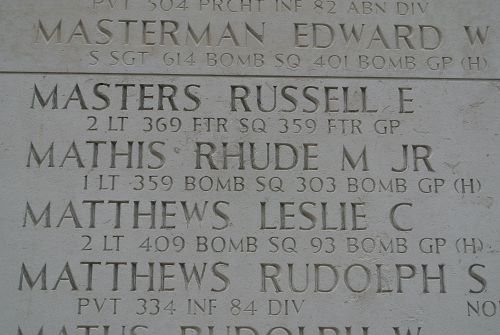 PVT 504 PRCHT INF 82 ABN DIV
MASTERMAN EDWARD W
S SGT 614 BOMB SQ 401 BOMB GP (H)
MASTERS RUSSELL E
2 LT 369 FTR SQ 359 FTR GP
MATHIS RHUDE M JR
1 LT 359 BOMB SQ 303 BOMB GP (H)
MATTHEWS LESLIE C
2 LT 409 BOMB SQ 93 BOMB GP (H)
MATTHEWS RUDOLPH S
PVT 334 INF 84 DIV NO